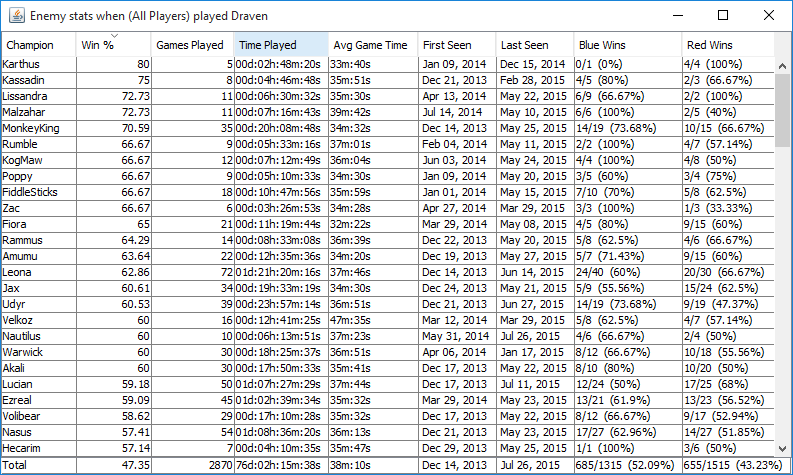 Enemy stats when (All Players) played Draven
Champion Win % Games Played Time Played Avg Game Time First Seen Last Seen Blue Wins Red Wins
Karthus 80 5 00d:02h:48m:20s 33m:40s Jan 09, 2014 Dec 15, 2014 0/1 (0%) 4/4 (100%)
Kassadin 75 8 00d:04h:46m:48s 35m:51s Dec 21, 2013 Feb 28, 2015 4/5 (80%) 2/3 (66.67%)
Lissandra 72.73 11 00d:06h:30m:32s 35m:30s Apr 13, 2014 May 22, 2015 6/9 (66.67%) 2/2 (100%)
Malzahar 72.73 11 00d:07h:16m:43s 39m:42s Jul 14, 2014 May 10, 2015 6/6 (100%) 2/5 (40%)
MonkeyKing 70.59 35 00d:20h:08m:48s 34m:32s Dec 14, 2013 May 25, 2015 14/19 (73.68%) 10/15 (66.67%)
Rumble 66.67 9 00d:05h:33m:16s 37m:01s Feb 04, 2014 May 11, 2015 2/2 (100%) 4/7 (57.14%)
KogMaw 66.67 12 00d:07h:12m:49s 36m:04s Jun 03, 2014 May 24, 2015 4/4 (100%) 4/8 (50%)
Poppy 66.67 9 00d:05h:10m:33s 34m:30s Jan 09, 2014 May 20, 2015 3/5 (60%) 3/4 (75%)
FiddleSticks 66.67 18 00d:10h:47m:56s 35m:59s Jan 01, 2014 May 15, 2015 7/10 (70%) 5/8 (62.5%)
Zac 66.67 6 00d:03h:26m:53s 34m:28s Apr 27, 2014 Mar 29, 2015 3/3 (100%) 1/3 (33.33%)
Fiora 65 21 00d:11h:19m:44s 32m:22s Mar 29, 2014 May 08, 2015 4/5 (80%) 9/15 (60%)
Rammus 64.29 14 00d:08h:33m:08s 36m:39s Dec 22, 2013 May 20, 2015 5/8 (62.5%) 4/6 (66.67%)
Amumu 63.64 22 00d:12h:35m:36s 34m:20s Dec 19, 2013 May 27, 2015 5/7 (71.43%) 9/15 (60%)
Leona 62.86 72 01d:21h:20m:16s 37m:46s Dec 14, 2013 Jun 14, 2015 24/40 (60%) 20/30 (66.67%)
Jax 60.61 34 00d:19h:33m:19s 34m:30s Dec 24, 2013 May 21, 2015 5/9 (55.56%) 15/24 (62.5%)
Udyr 60.53 39 00d:23h:57m:14s 36m:51s Dec 21, 2013 Jun 27, 2015 14/19 (73.68%) 9/19 (47.37%)
Velkoz 60 16 00d:12h:41m:25s 47m:35s Mar 12, 2014 Mar 29, 2015 5/8 (62.5%) 4/7 (57.14%)
Nautilus 60 10 00d:06h:13m:51s 37m:23s May 31, 2014 Jul 26, 2015 4/6 (66.67%) 2/4 (50%)
Warwick 60 30 00d:18h:25m:37s 36m:51s Apr 06, 2014 Jan 17, 2015 8/12 (66.67%) 10/18 (55.56%)
Akali 60 30 00d:17h:50m:33s 35m:41s Dec 17, 2013 May 22, 2015 8/10 (80%) 10/20 (50%)
Lucian 59.18 50 01d:07h:27m:29s 37m:44s Dec 17, 2013 Jul 11, 2015 12/24 (50%) 17/25 (68%)
Ezreal 59.09 45 01d:02h:39m:34s 35m:32s Mar 29, 2014 May 22, 2015 13/21 (61.9%) 13/23 (56.52%)
Volibear 58.62 29 00d:17h:10m:28s 35m:32s Dec 17, 2013 May 22, 2015 8/12 (66.67%) 9/17 (52.94%)
Nasus 57.41 54 01d:08h:36m:20s 36m:13s Dec 21, 2013 May 23, 2015 17/27 (62.96%) 14/27 (51.85%)
Hecarim 57.14 7 00d:04h:10m:35s 35m:47s Dec 29, 2013 May 25, 2015 1/1 (100%) 3/6 (50%)
Total 47.35 2870 76d:02h:15m:38s 38m:10s Dec 14, 2013 Jul 26, 2015 685/1315 (52.09%) 655/1515 (43.23%)